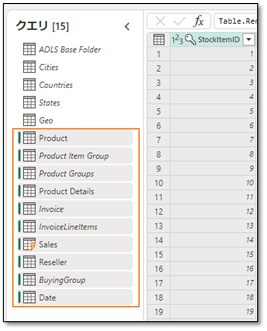 クエリ [15]
ADLS Base Folder
Cities
Countries
States
Geo
Product
Product Item Group
Product Groups
Product Details
Invoice
InvoiceLineItems
Sales
Reseller
BuyingGroup
Date
fx Table.Ren
1 2 3 StockItemID
1 1
2 2
3 3
4 4
5 5
6 6
7 7
8 8
9 9
10 10
11 11
12 12
13 13
14 14
15 15
16 16
17 17
18 18
19 19